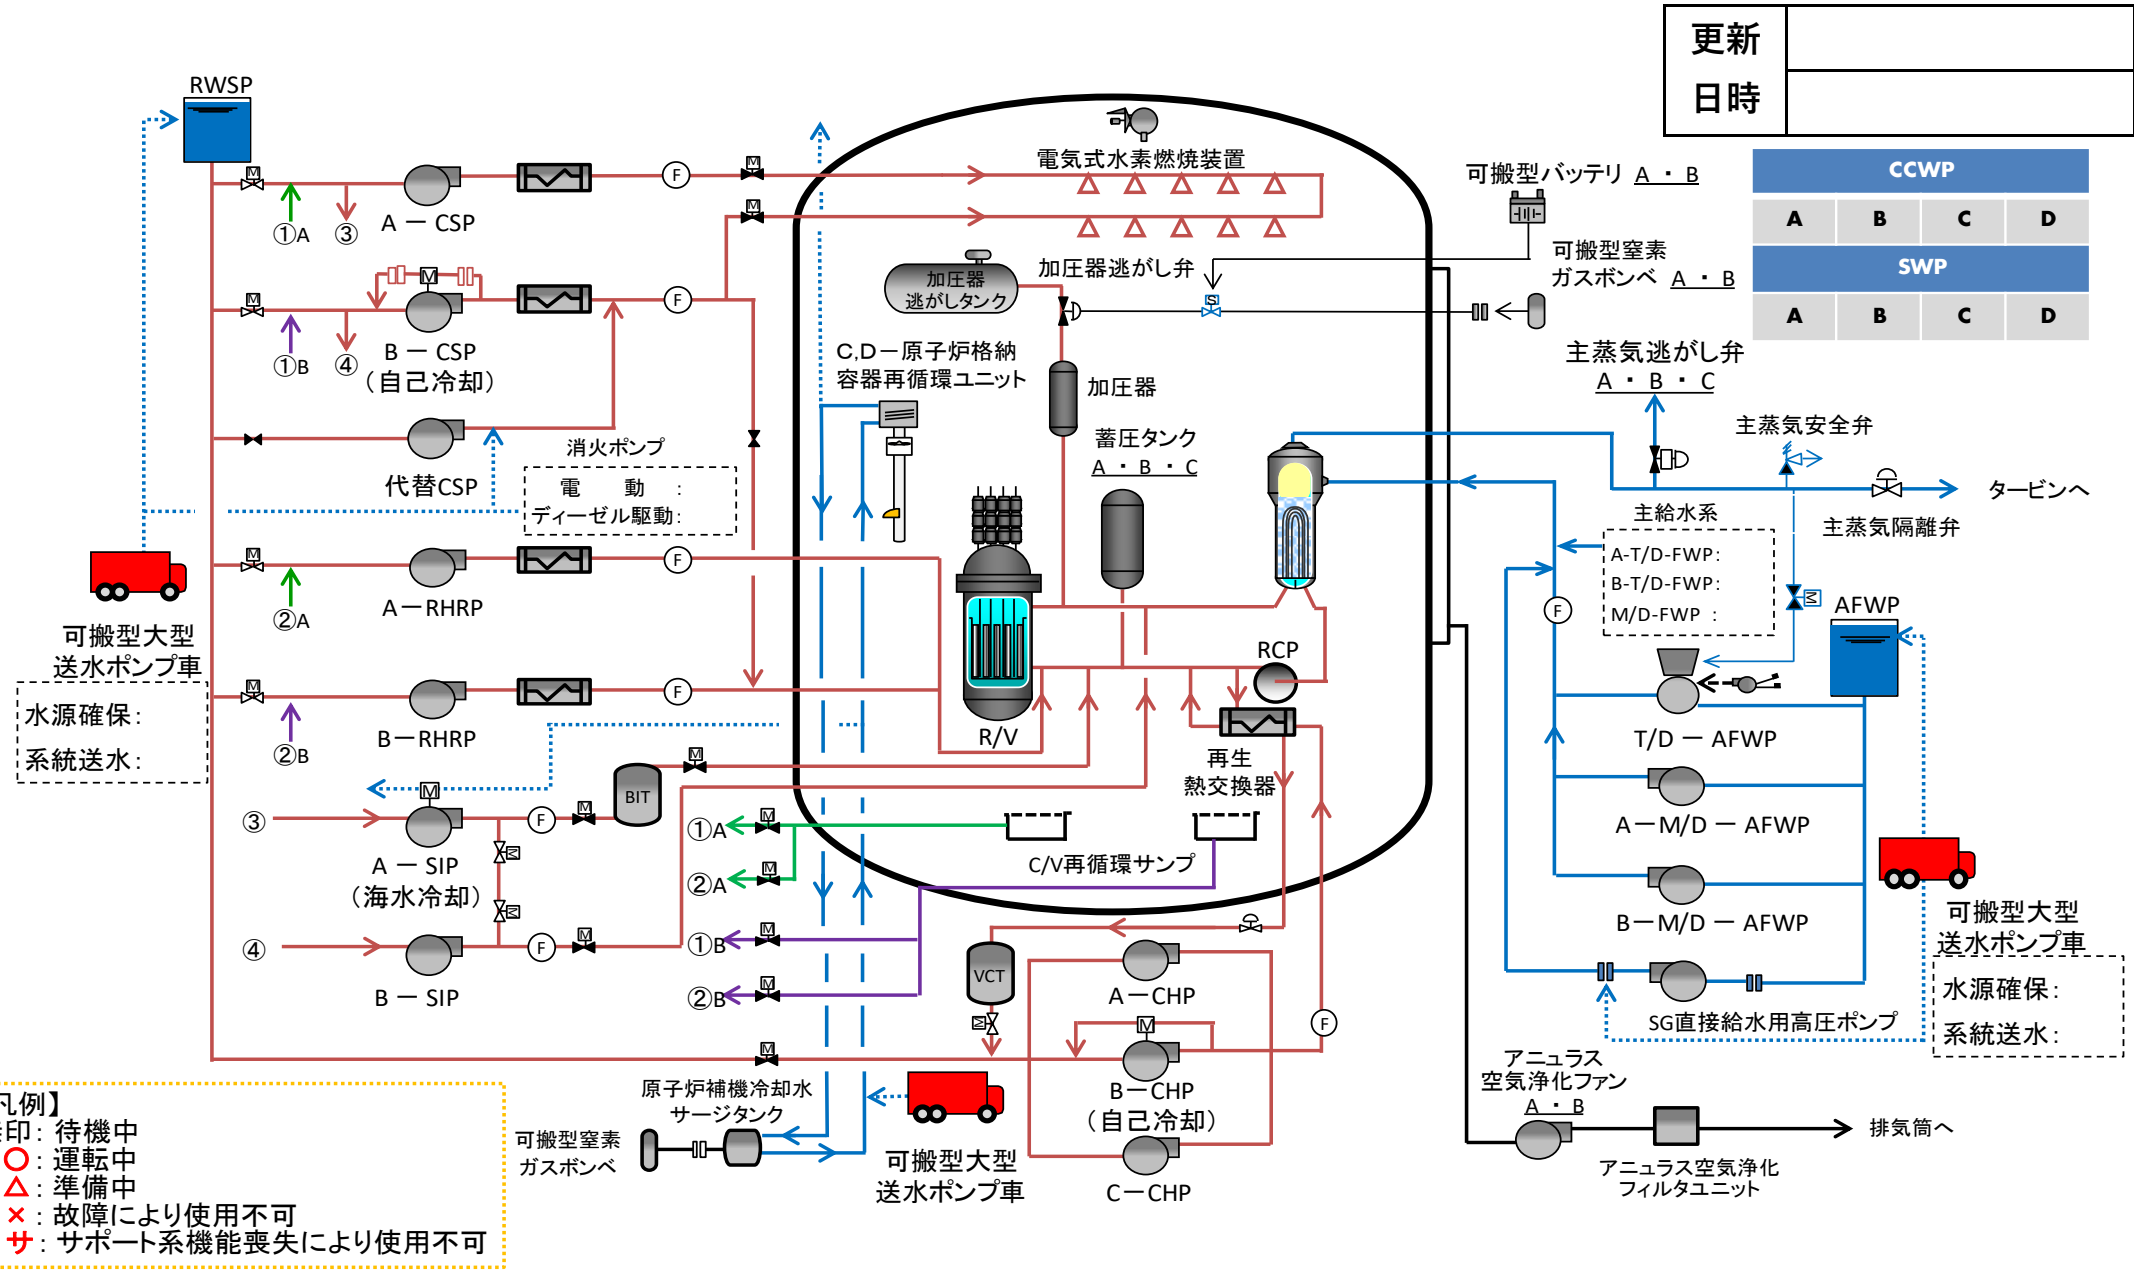 更新
日時
RWSP
M
①A
③
A － CSP
F
M
M
電気式水素燃焼装置
可搬型バッテリ A ・ B
CCWP
A B C D
SWP
A B C D
可搬型窒素
ガスボンベ A ・ B
M
M
①B
④
B － CSP
（自己冷却）
F
加圧器
逃がしタンク
加圧器逃がし弁
S
C,D－原子炉格納
容器再循環ユニット
加圧器
蓄圧タンク
A ・ B ・ C
主蒸気逃がし弁
A ・ B ・ C
主蒸気安全弁
タービンへ
主蒸気隔離弁
代替CSP
消火ポンプ
電　動　:
ディーゼル駆動:
主給水系
A-T/D-FWP:
B-T/D-FWP:
M/D-FWP :
M
F
M
②A
A－RHRP
F
可搬型大型
送水ポンプ車
水源確保:
系統送水:
M
②B
B－RHRP
F
R/V
RCP
再生
熱交換器
AFWP
T/D － AFWP
A－M/D － AFWP
B－M/D － AFWP
SG直接給水用高圧ポンプ
可搬型大型
送水ポンプ車
水源確保:
系統送水:
M
BIT
③
M
F
M
A － SIP
（海水冷却）
M
M
④
F
M
B － SIP
①A
M
②A
M
①B
M
②B
M
C/V再循環サンプ
VCT
M
A－CHP
M
B－CHP
（自己冷却）
C－CHP
F
M
原子炉補機冷却水
サージタンク
可搬型窒素
ガスボンベ
可搬型大型
送水ポンプ車
アニュラス
空気浄化ファン
A ・ B
アニュラス空気浄化
フィルタユニット
排気筒へ
凡例】
印: 待機中
○: 運転中
△: 準備中
×: 故障により使用不可
サ: サポート系機能喪失により使用不可